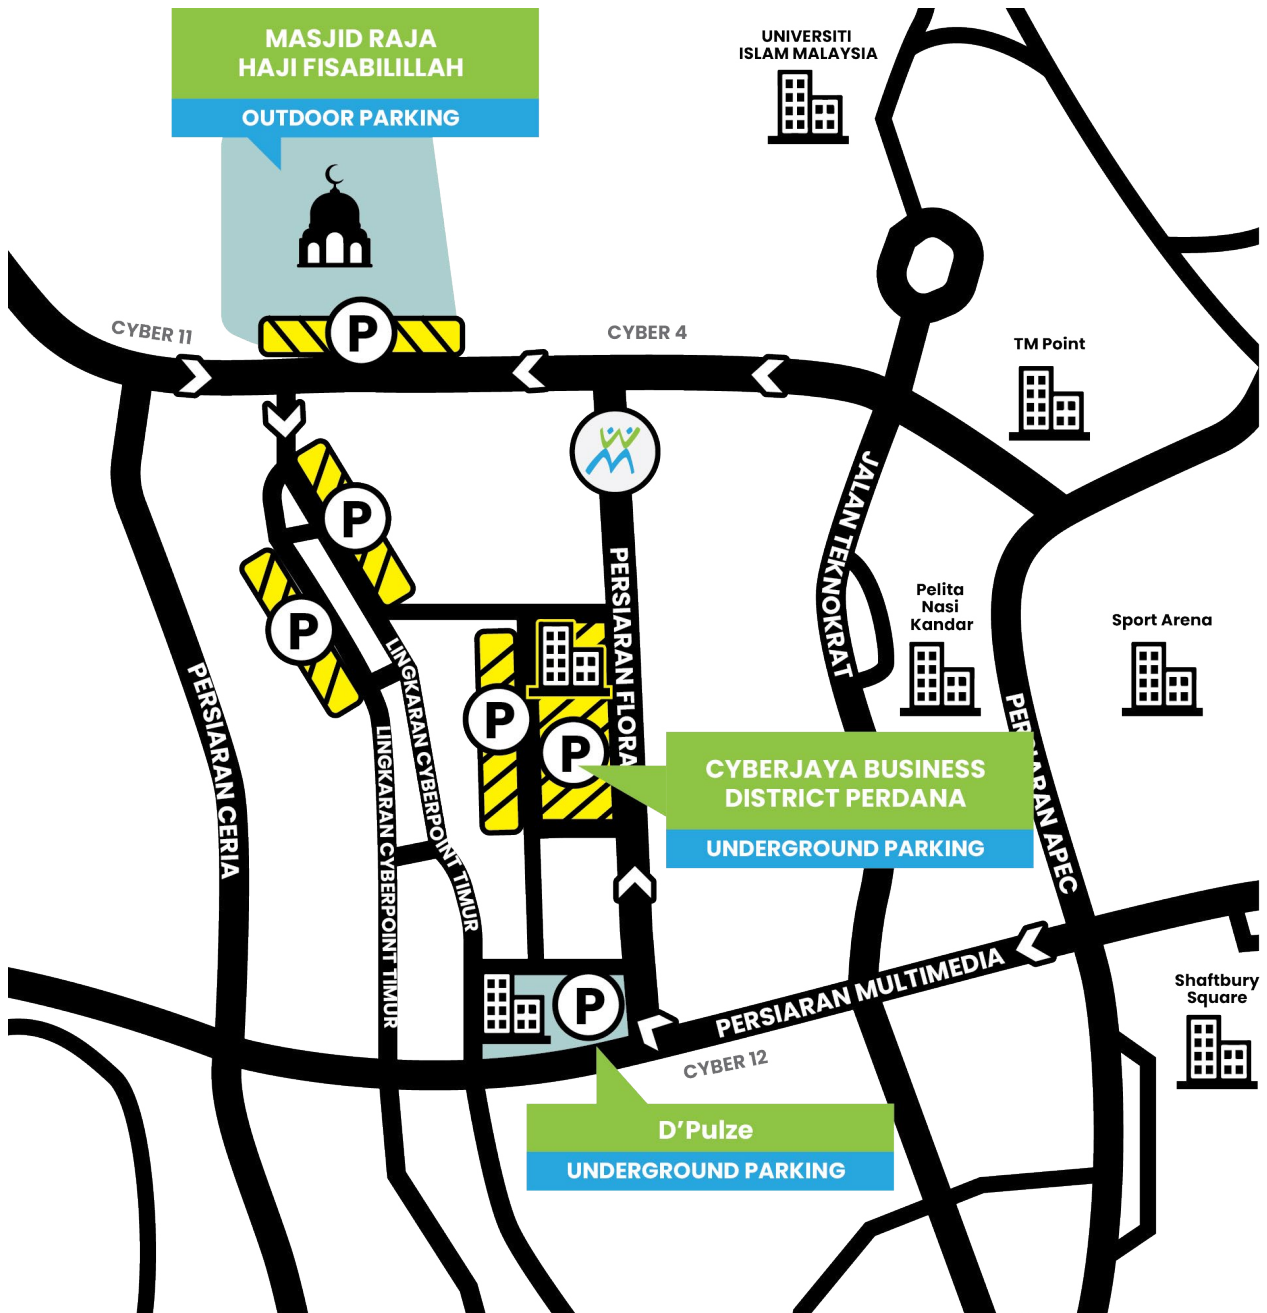 MASJID RAJA
HAJI FISABILILLAH
OUTDOOR PARKING
UNIVERSITI
ISLAM MALAYSIA
CYBER 11
P
CYBER 4
TM Point
P
P
JALAN TEKNOKRAT
PERSIARAN FLORA
Pelita
Nasi
Kandar
Sport Arena
PERSIARAN CERIA
LINGKARAN CYBERPOINT TIMUR
LINGKARAN CYBERPOINT TIMUR
P
P
CYBERJAYA BUSINESS
DISTRICT PERDANA
UNDERGROUND PARKING
PERSIARAN APEC
PERSIARAN MULTIMEDIA
Shaftbury
Square
P
CYBER 12
D’Pulze
UNDERGROUND PARKING